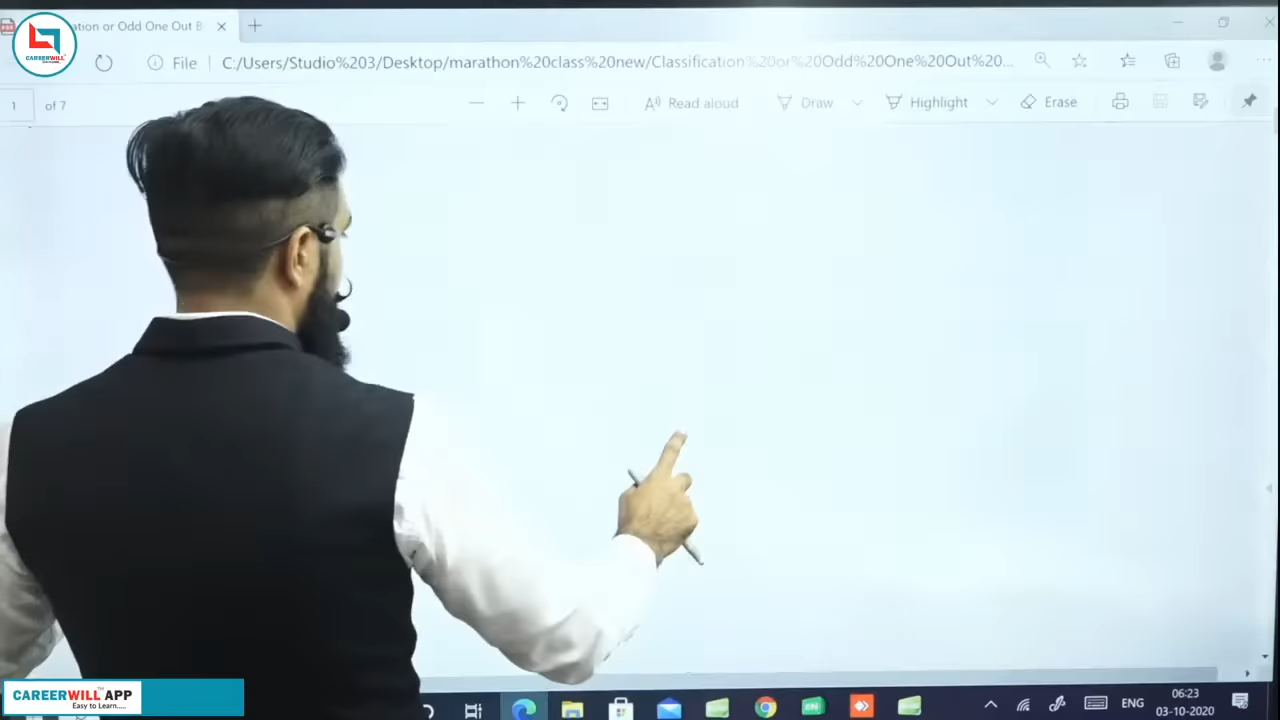 ation or Odd One Out B
CAREERWILL
File
C:/Users/Studio%203/Desktop/marathon%20class%20new/Classification%20or%20Odd%20One%20Out%20...
1 of 7
Read aloud
Draw
Highlight
Erase
CAREERWILL APP
Easy to Learn.....
ENG
06:23
03-10-2020